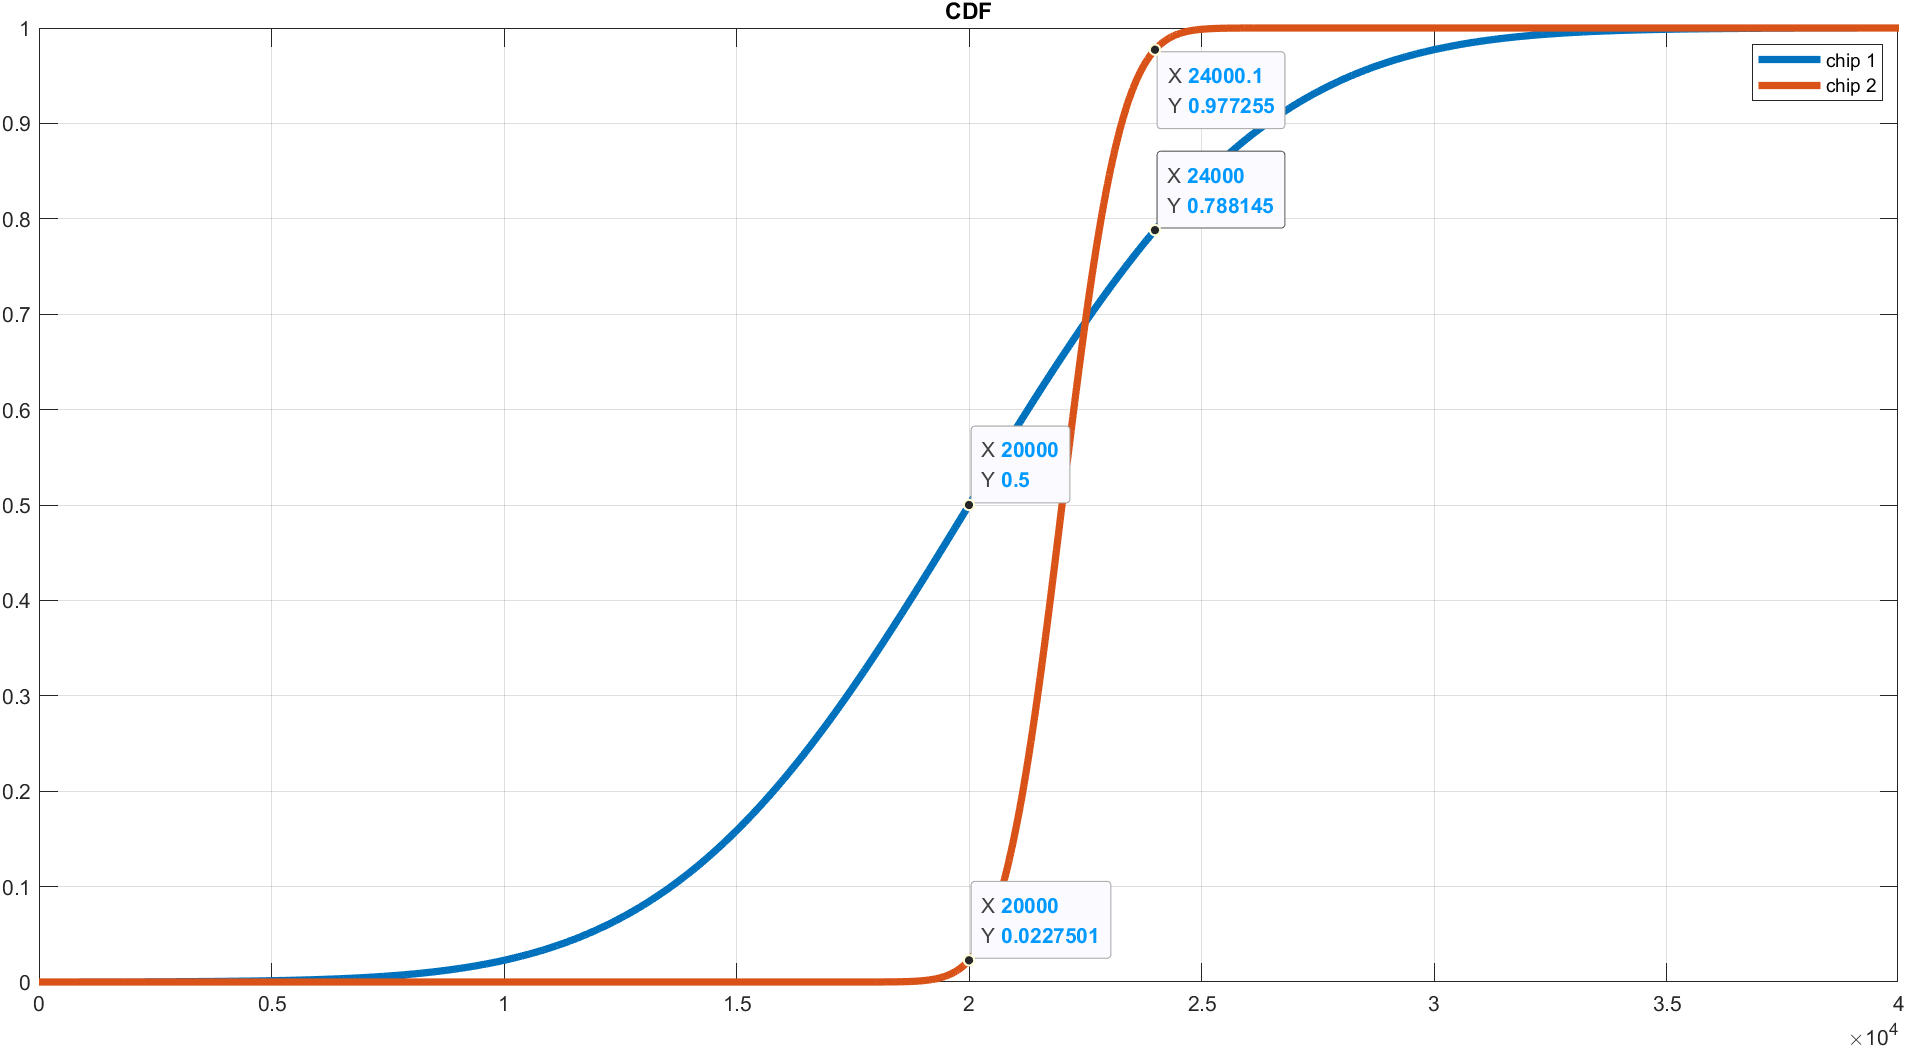 CDF
1
0.9
0.8
0.7
0.6
0.5
0.4
0.3
0.2
0.1
0
chip 1
chip 2
X 24000.1
Y 0.977255
X 24000
Y 0.788145
X 20000
Y 0.5
X 20000
Y 0.0227501
0 0.5 1 1.5 2 2.5 3 3.5 4
×10⁴